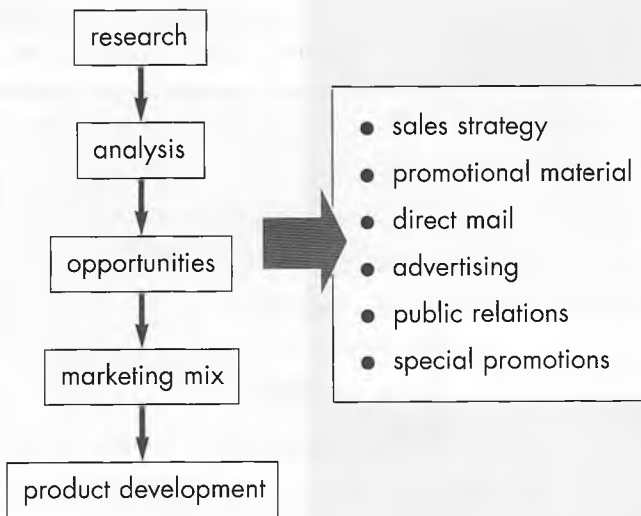 research
analysis
opportunities
marketing mix
product development
● sales strategy
● promotional material
● direct mail
● advertising
● public relations
● special promotions